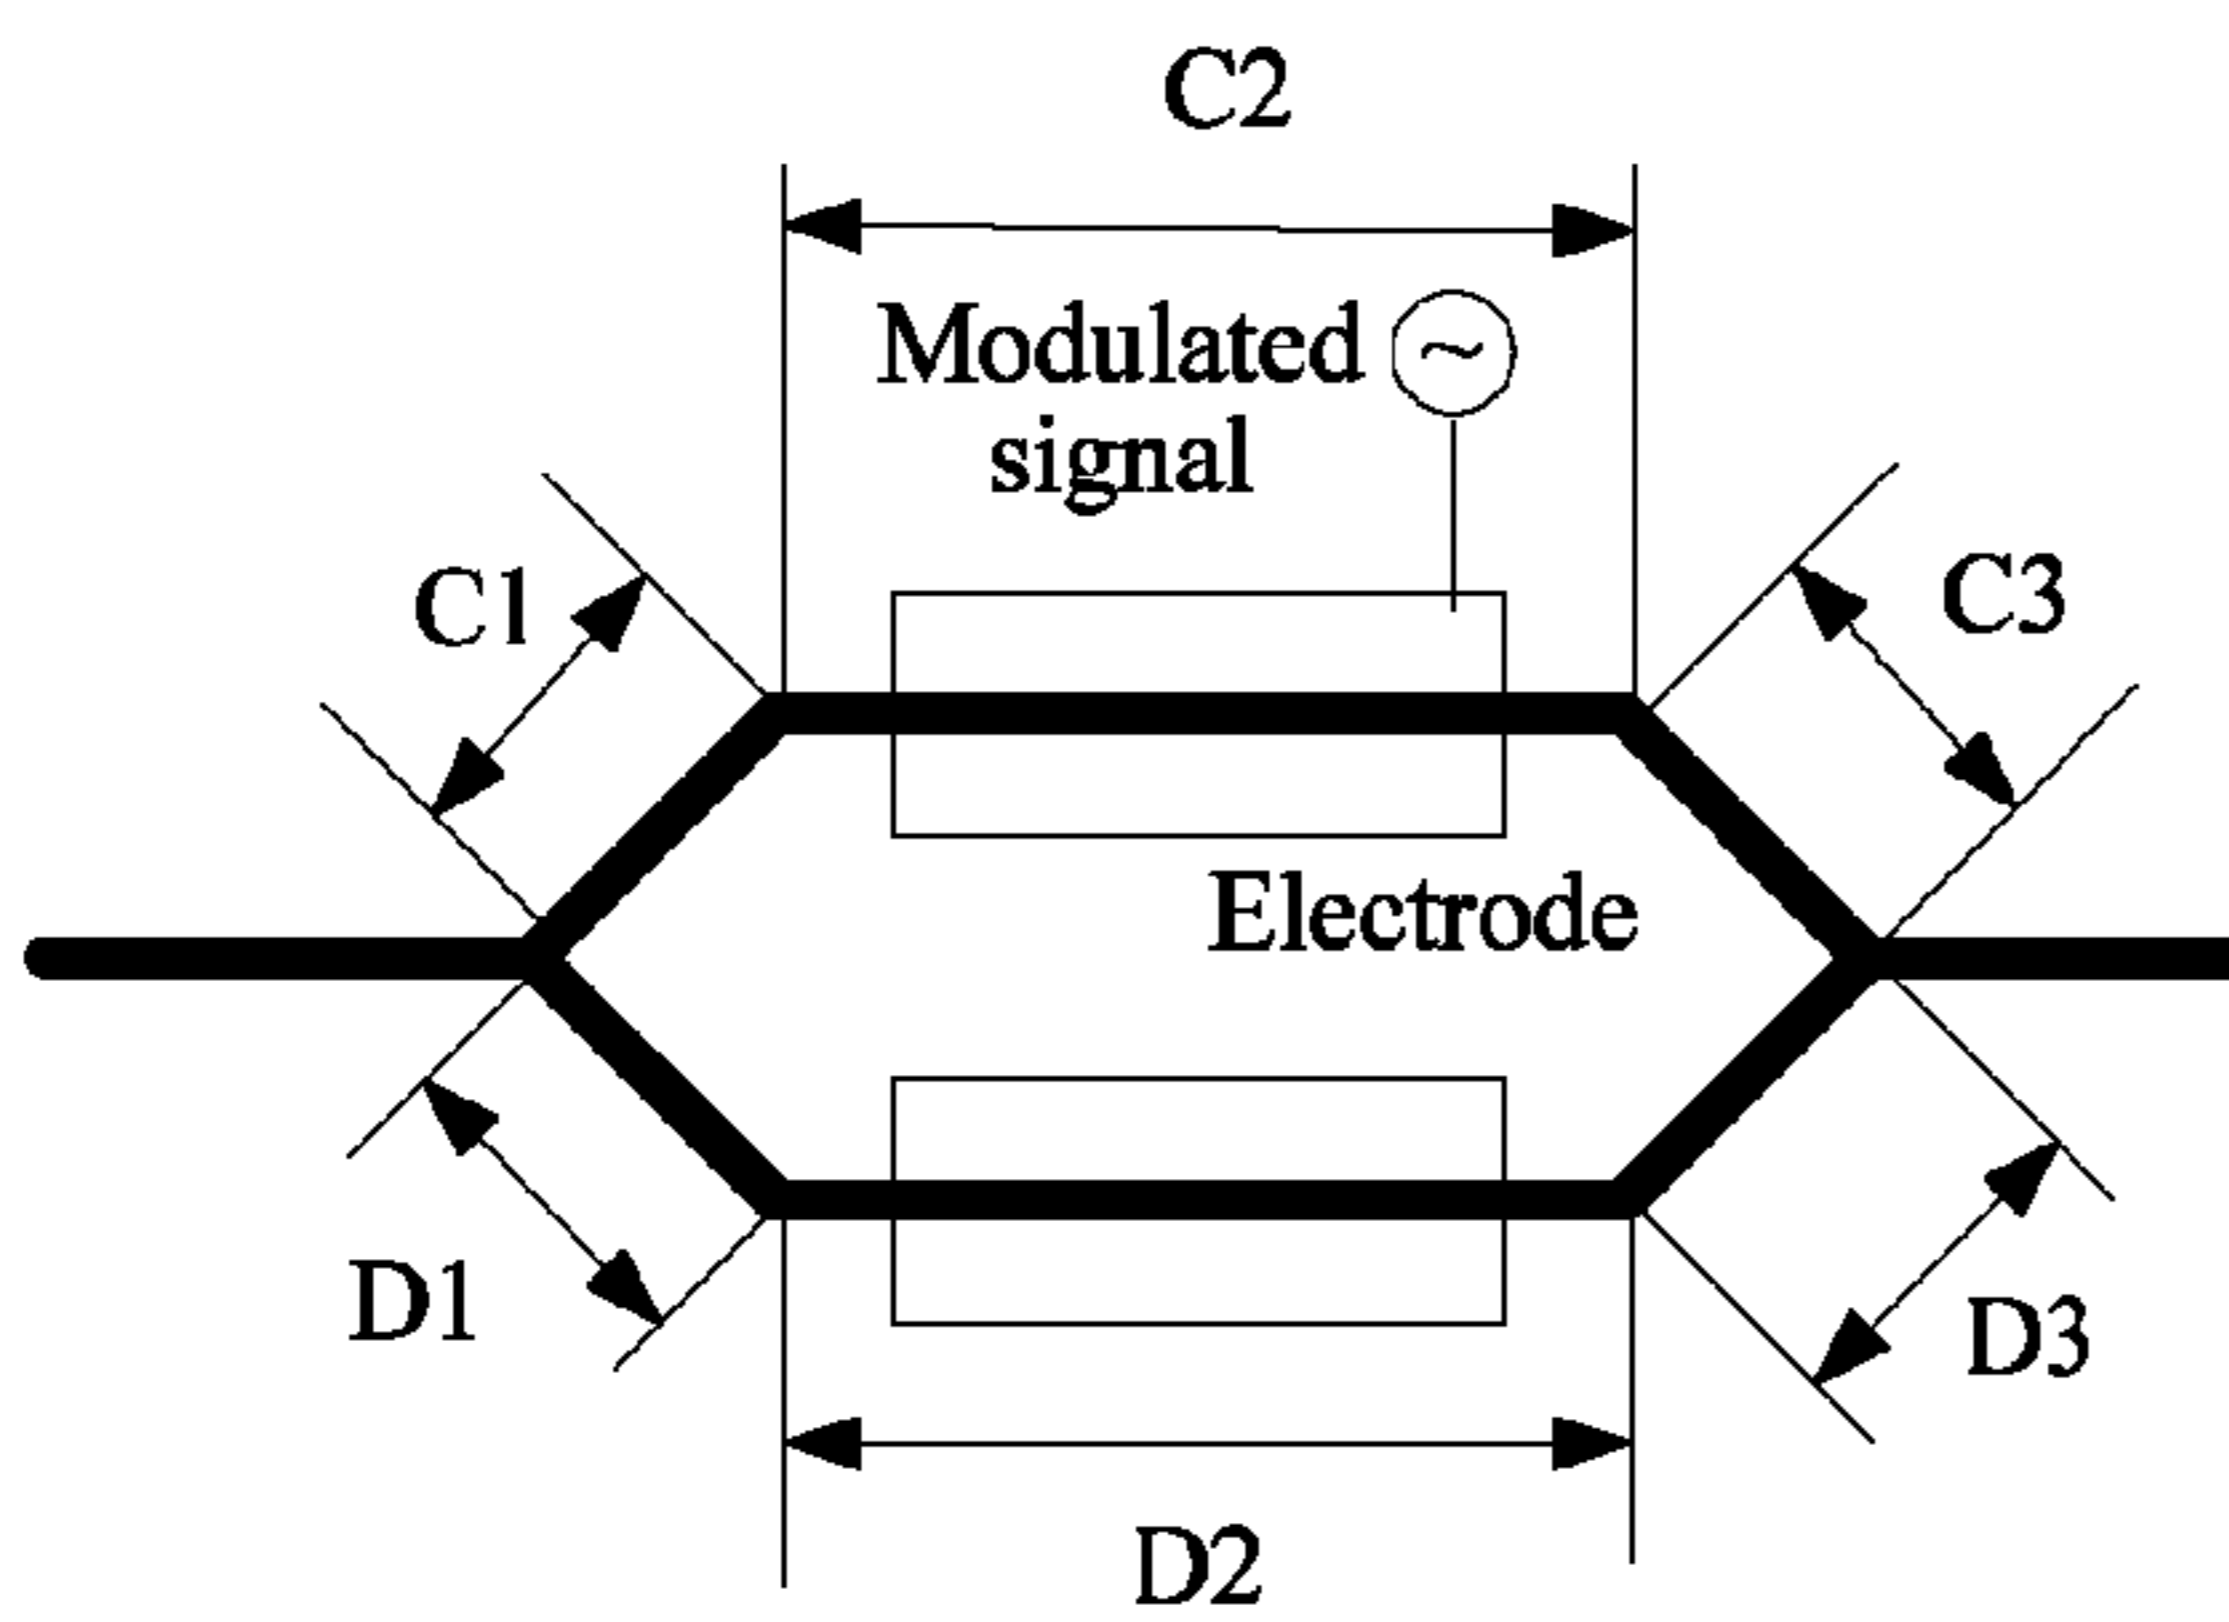 C2
Modulated ~
signal
C1
C3
Electrode
D1
D3
D2